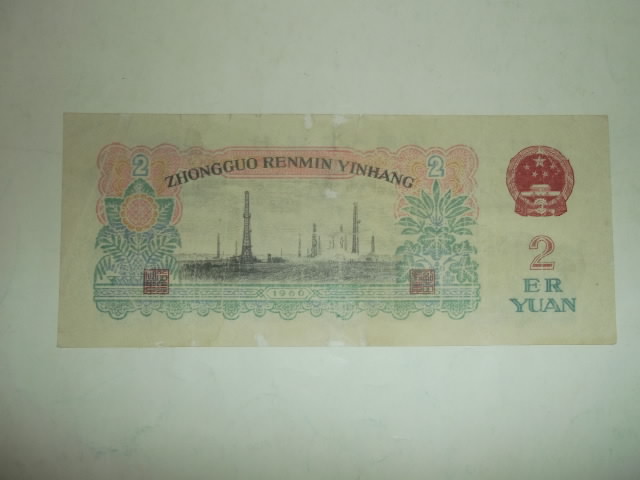 2
ZHONGGUO RENMIN YINHANG
2
1960
2
ER
YUAN